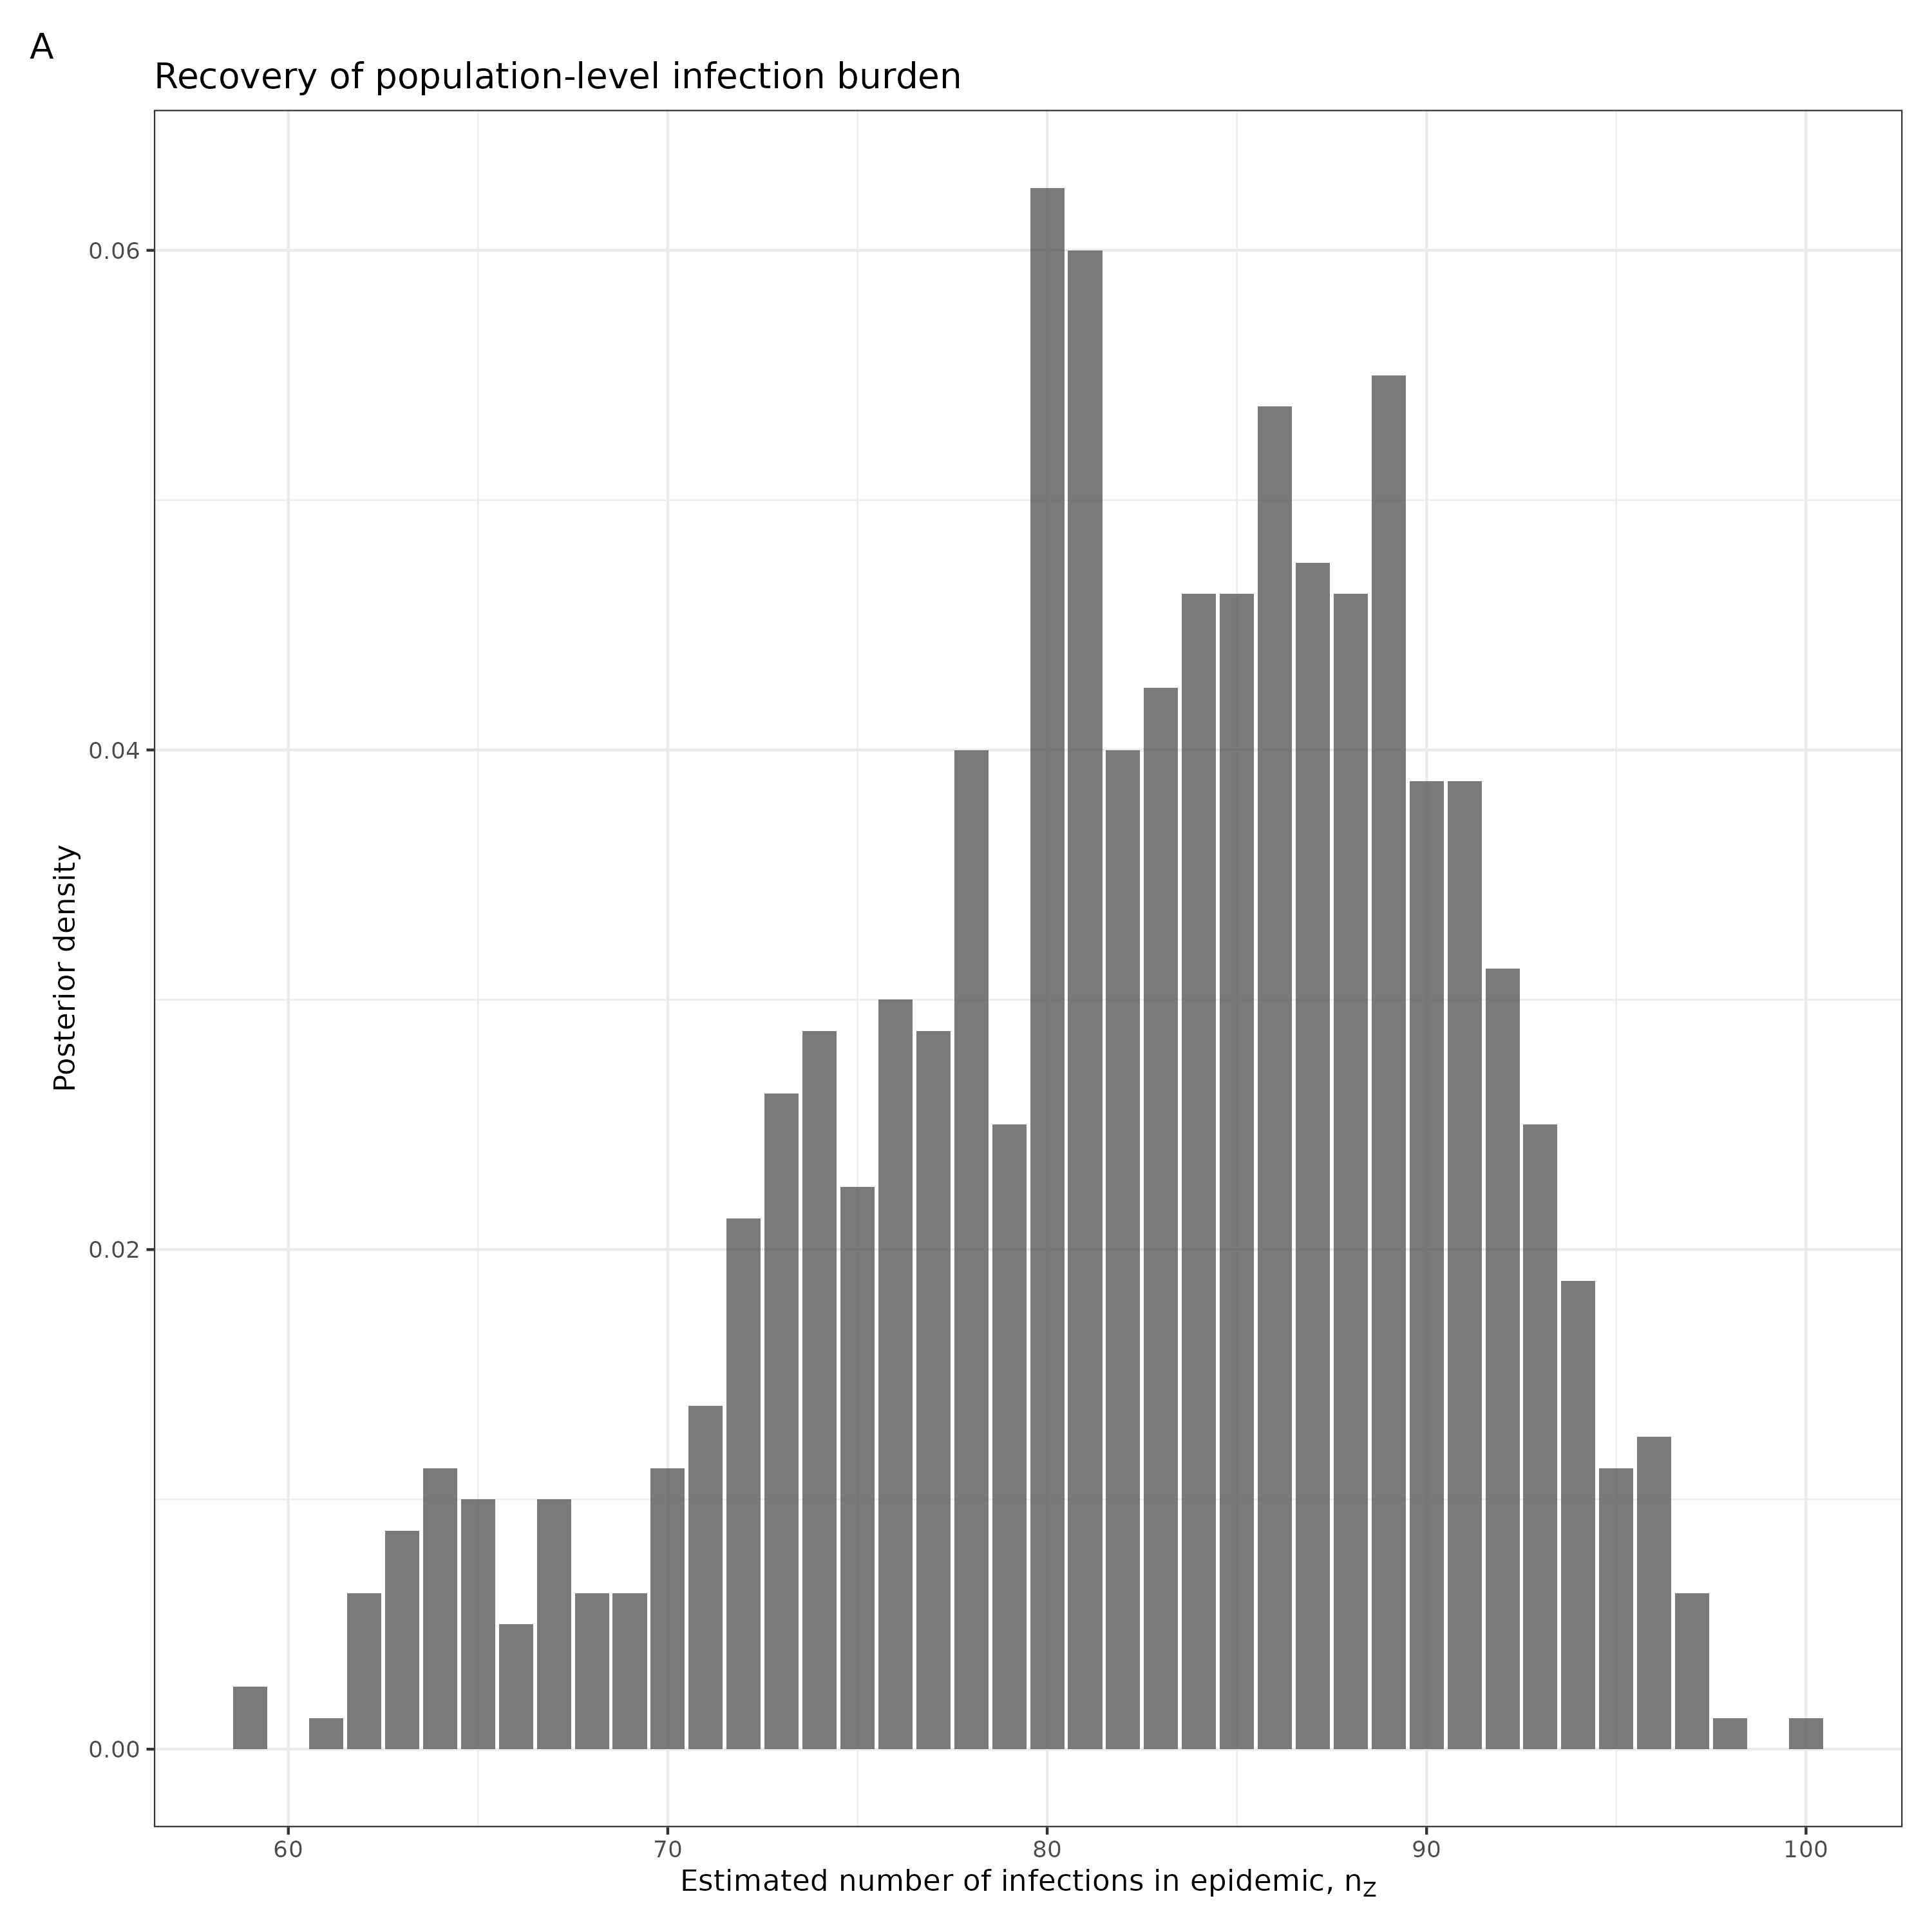 A
Recovery of population-level infection burden
0.06
0.04
0.02
0.00
Posterior density
60 70 80 90 100
Estimated number of infections in epidemic, nZ